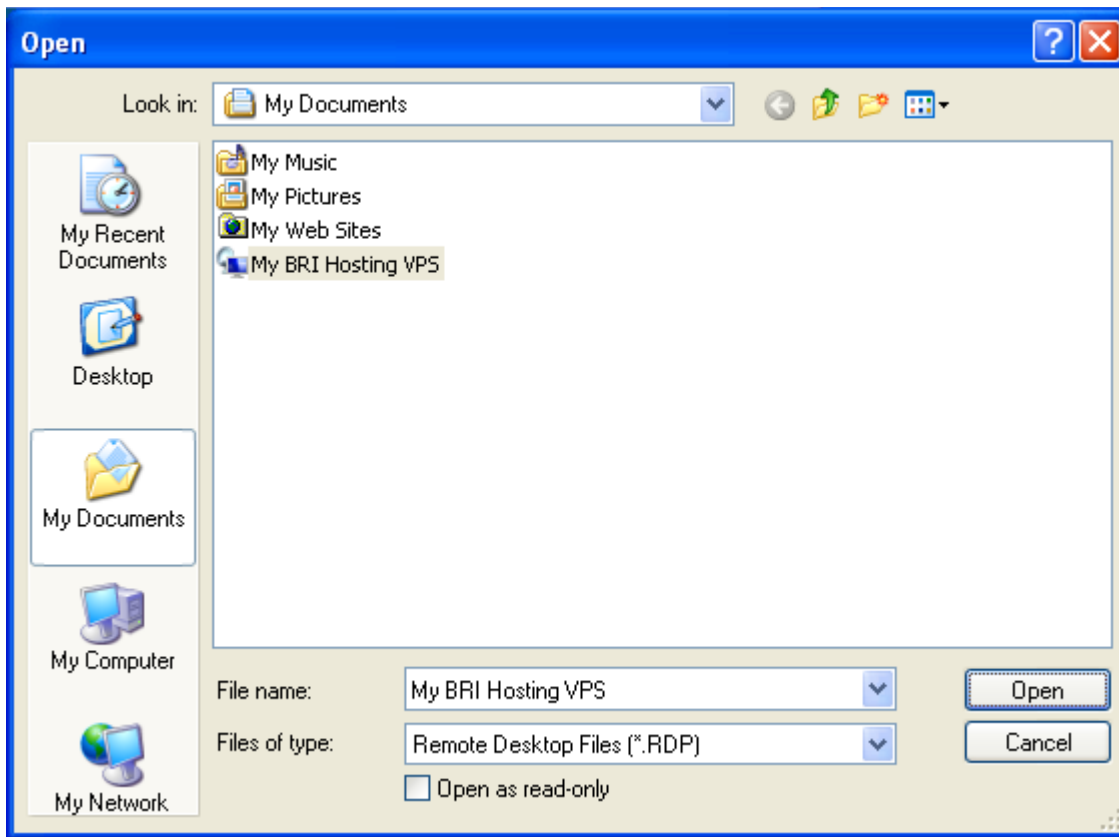 Open
Look in: My Documents
My Music
My Pictures
My Web Sites
My BRI Hosting VPS
My Recent
Documents
Desktop
My Documents
My Computer
My Network
File name: My BRI Hosting VPS Open
Files of type: Remote Desktop Files (*.RDP) Cancel
Open as read-only